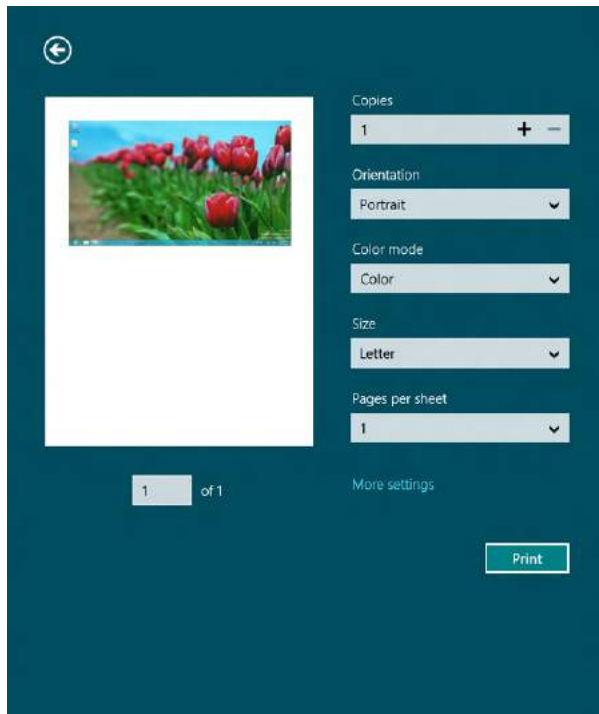 Copies
1
Orientation
Portrait
Color mode
Color
Size
Letter
Pages per sheet
1
1 of 1
More settings
Print